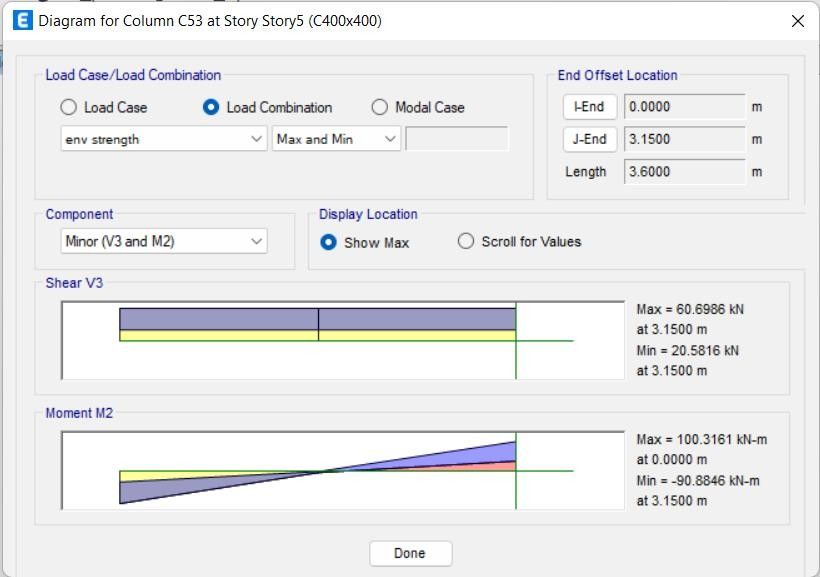 E Diagram for Column C53 at Story Story5 (C400x400)
Load Case/Load Combination
Load Case
Load Combination
Modal Case
env strength
Max and Min
End Offset Location
I-End 0.0000 m
J-End 3.1500 m
Length 3.6000 m
Component
Minor (V3 and M2)
Display Location
Show Max
Scroll for Values
Shear V3
Max = 60.6986 kN
at 3.1500 m
Min = 20.5816 kN
at 3.1500 m
Moment M2
Max = 100.3161 kN-m
at 0.0000 m
Min = -90.8846 kN-m
at 3.1500 m
Done